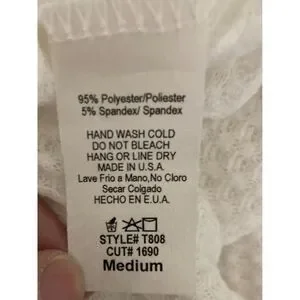 95% Polyester/Poliester
5% Spandex/ Spandex
HAND WASH COLD
DO NOT BLEACH
HANG OR LINE DRY
MADE IN U.S.A.
Lave Frio a Mano,No Cloro
Secar Colgado
HECHO EN E.U.A.
STYLE# T808
CUT# 1690
Medium